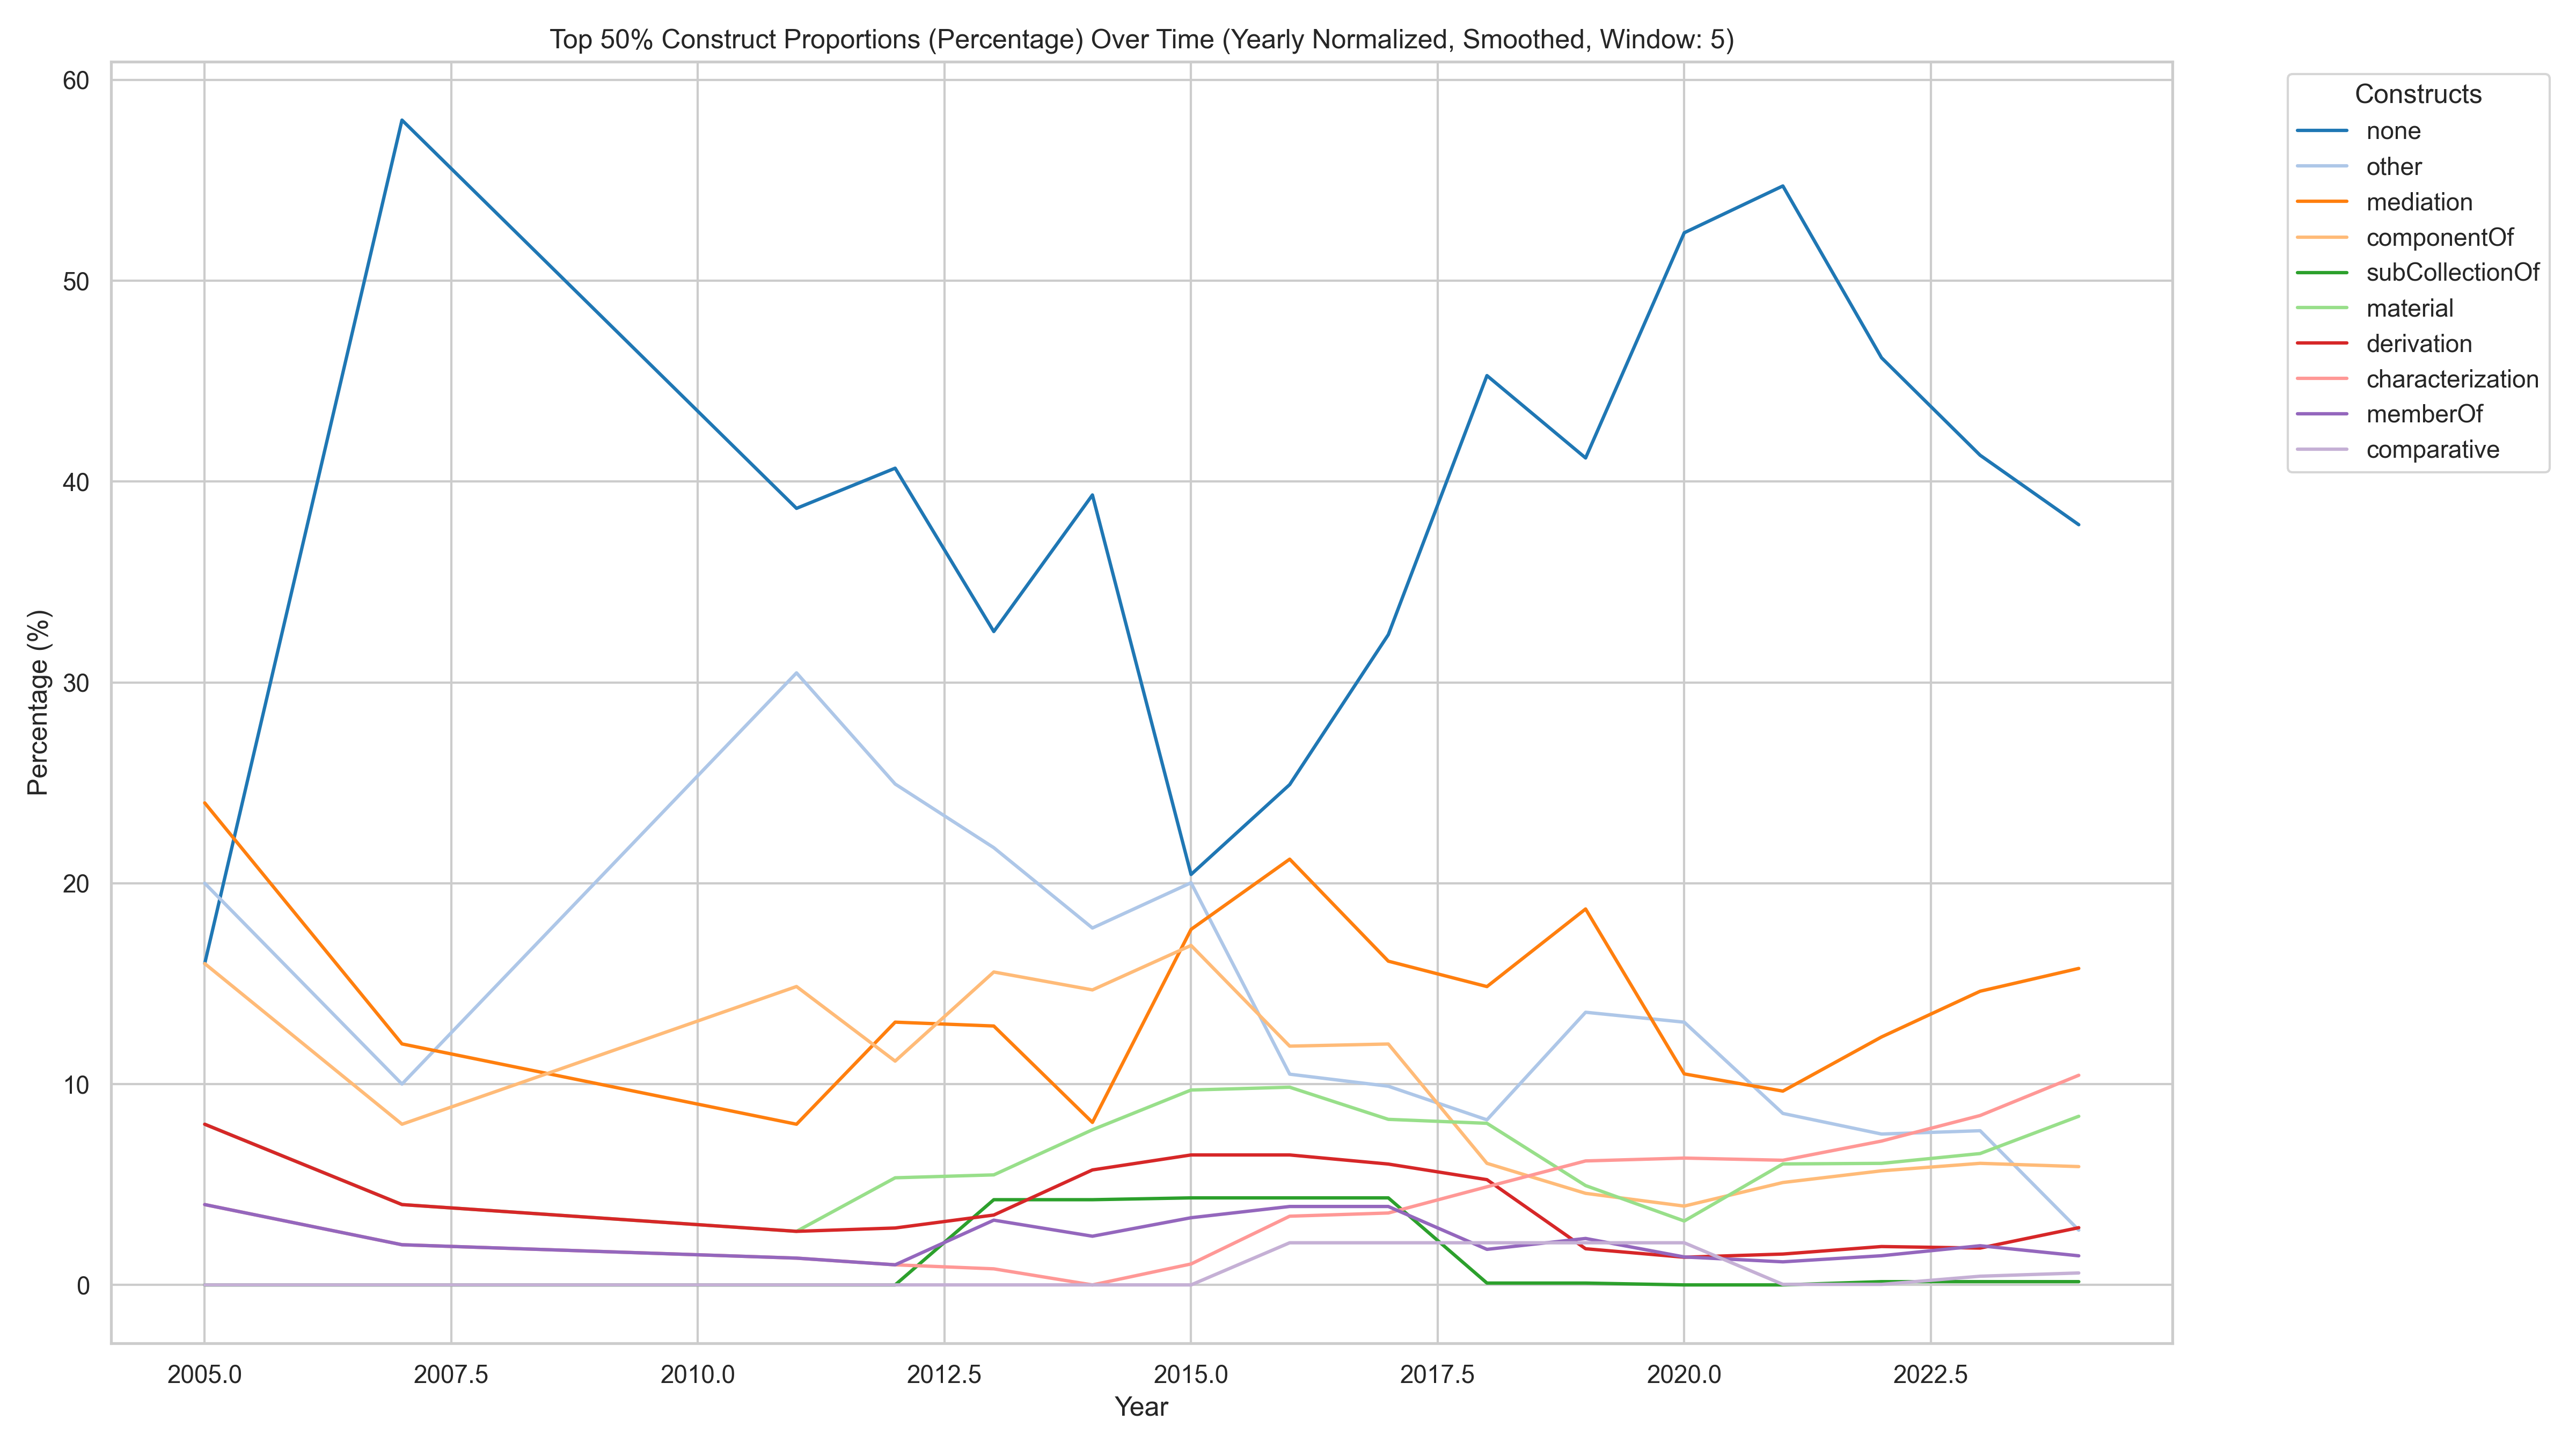 Top 50% Construct Proportions (Percentage) Over Time (Yearly Normalized, Smoothed, Window: 5)
Constructs
none
other
mediation
componentOf
subCollectionOf
material
derivation
characterization
memberOf
comparative
Percentage (%)
60
50
40
30
20
10
0
2005.0 2007.5 2010.0 2012.5 2015.0 2017.5 2020.0 2022.5
Year